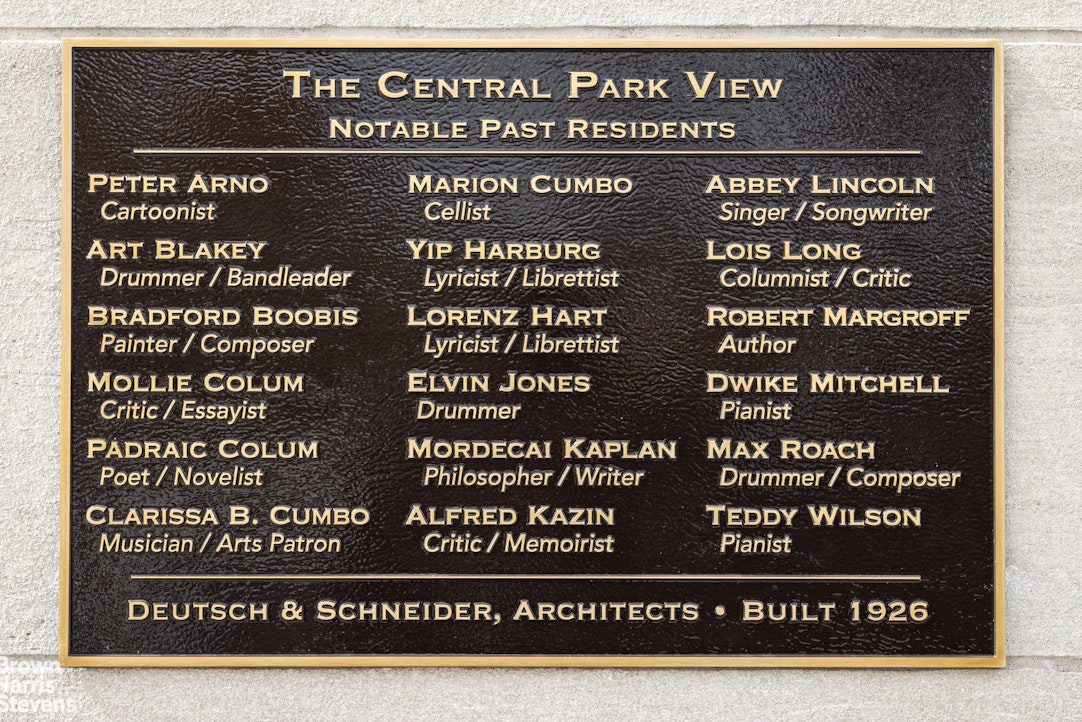 The Central Park View
Notable Past Residents
Peter Arno
Cartoonist
Art Blakey
Drummer / Bandleader
Bradford Boobis
Painter / Composer
Mollie Colum
Critic / Essayist
Pádraic Colum
Poet / Novelist
Clarissa B. Cumbo
Musician / Arts Patron
Marion Cumbo
Cellist
Yip Harburg
Lyricist / Librettist
Lorenz Hart
Lyricist / Librettist
Elvin Jones
Drummer
Mordecai Kaplan
Philosopher / Writer
Alfred Kazin
Critic / Memoirist
Abbey Lincoln
Singer / Songwriter
Lois Long
Columnist / Critic
Robert Margroff
Author
Dwike Mitchell
Pianist
Max Roach
Drummer / Composer
Teddy Wilson
Pianist
Deutsch & Schneider, Architects • Built 1926
Brown
Harris
Stevens